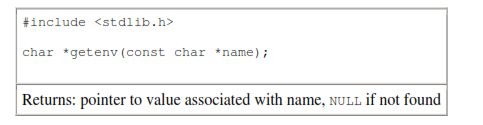 #include <stdlib.h>
char *getenv(const char *name);
Returns: pointer to value associated with name, NULL if not found